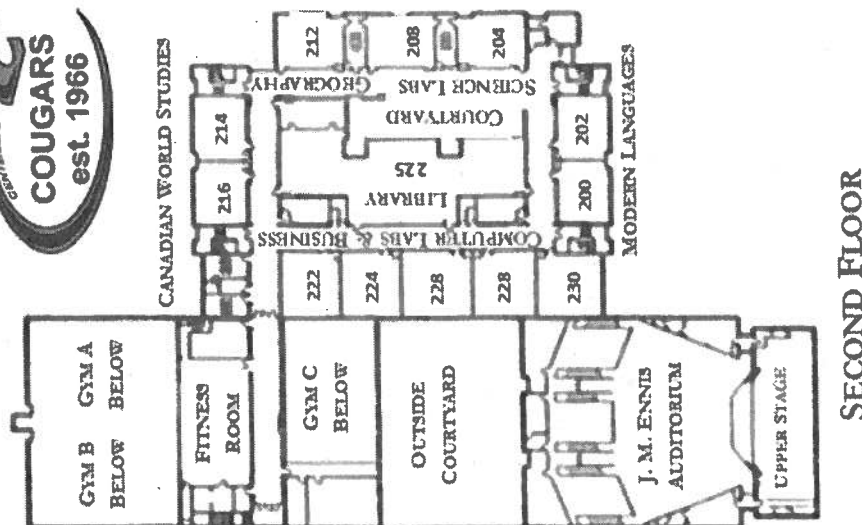 COUGARS
est. 1966
CANADIAN WORLD STUDIES
212
208
204
GEOGRAPHY
SCIENCE LABS
COURTYARD
214
216
202
200
MODERN LANGUAGES
LIBRARY
225
COMPUTER LABS & BUSINESS
222
224
228
228
230
GYM B
BELOW
GYM A
BELOW
FITNESS
ROOM
GYM C
BELOW
OUTSIDE
COURTYARD
J. M. ENNIS
AUDITORIUM
UPPER STAGE
SECOND FLOOR